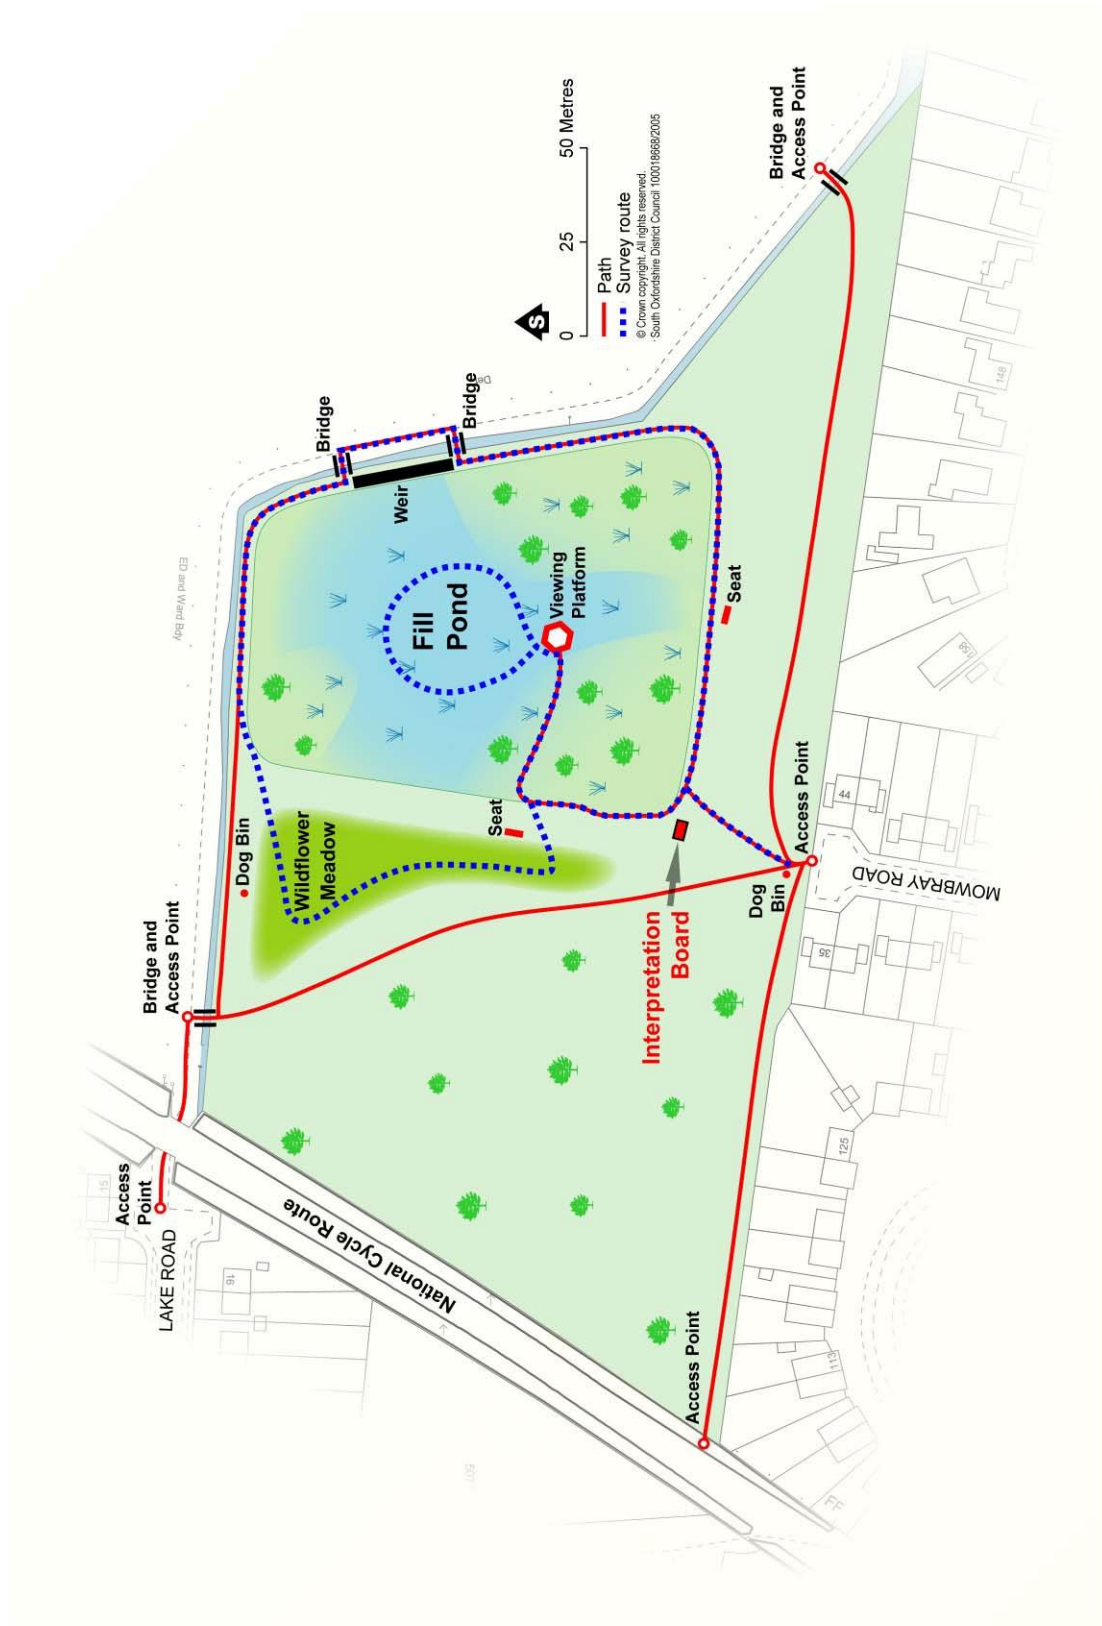 Bridge and
Access Point
Access
Point
LAKE ROAD
16
15
National Cycle Route
Dog Bin
Wildflower
Meadow
Seat
ED and Ward Bdy
Bridge
Weir
Bridge
De
Fill
Pond
Viewing
Platform
Seat
0 25 50 Metres
S
Path
Survey route
© Crown copyright. All rights reserved.
South Oxfordshire District Council 100018668/2005
Bridge and
Access Point
Interpretation
Board
Dog
Bin
Access Point
MOWBRAY ROAD
Access Point
44
35
125
113
158
148
FF